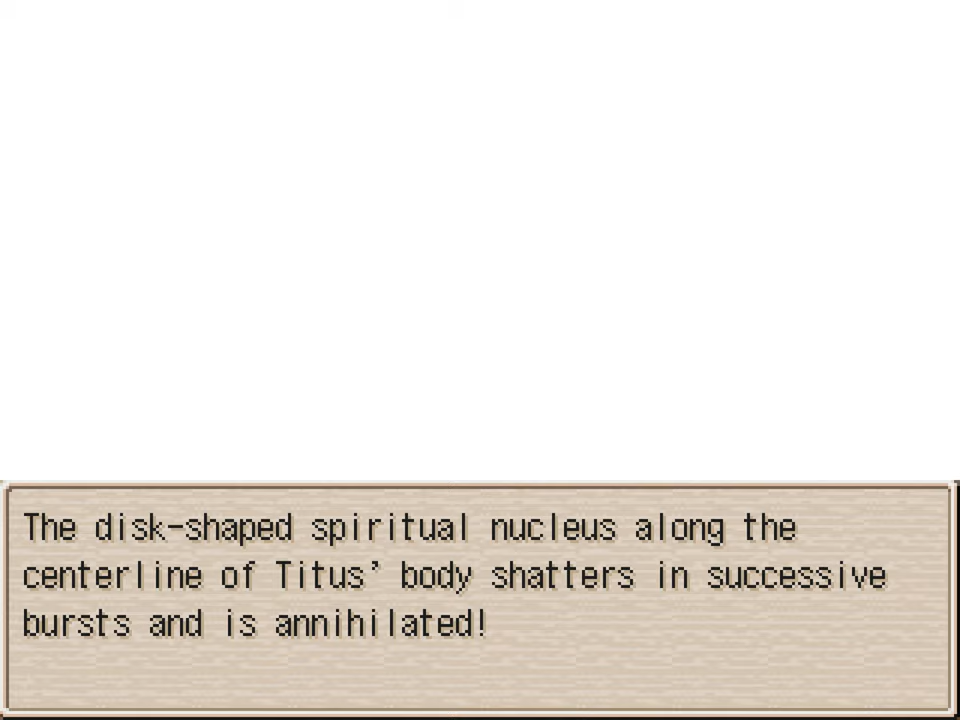 The disk-shaped spiritual nucleus along the
centerline of Titus’ body shatters in successive
bursts and is annihilated!